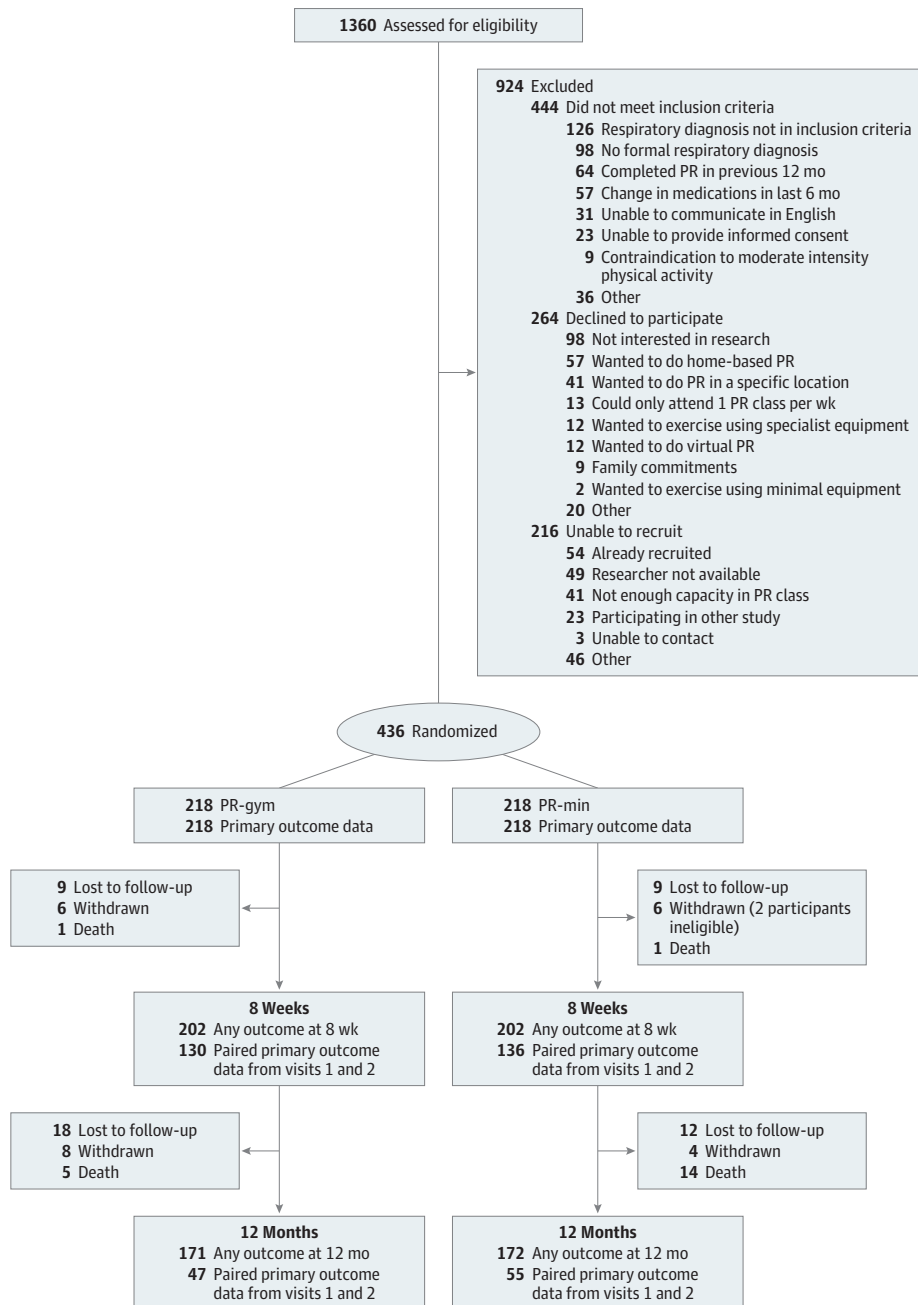 1360 Assessed for eligibility
924 Excluded
444 Did not meet inclusion criteria
126 Respiratory diagnosis not in inclusion criteria
98 No formal respiratory diagnosis
64 Completed PR in previous 12 mo
57 Change in medications in last 6 mo
31 Unable to communicate in English
23 Unable to provide informed consent
9 Contraindication to moderate intensity
physical activity
36 Other
264 Declined to participate
98 Not interested in research
57 Wanted to do home-based PR
41 Wanted to do PR in a specific location
13 Could only attend 1 PR class per wk
12 Wanted to exercise using specialist equipment
12 Wanted to do virtual PR
9 Family commitments
2 Wanted to exercise using minimal equipment
20 Other
216 Unable to recruit
54 Already recruited
49 Researcher not available
41 Not enough capacity in PR class
23 Participating in other study
3 Unable to contact
46 Other
436 Randomized
218 PR-gym
218 Primary outcome data
218 PR-min
218 Primary outcome data
9 Lost to follow-up
6 Withdrawn
1 Death
9 Lost to follow-up
6 Withdrawn (2 participants
ineligible)
1 Death
8 Weeks
202 Any outcome at 8 wk
130 Paired primary outcome
data from visits 1 and 2
8 Weeks
202 Any outcome at 8 wk
136 Paired primary outcome
data from visits 1 and 2
18 Lost to follow-up
8 Withdrawn
5 Death
12 Lost to follow-up
4 Withdrawn
14 Death
12 Months
171 Any outcome at 12 mo
47 Paired primary outcome
data from visits 1 and 2
12 Months
172 Any outcome at 12 mo
55 Paired primary outcome
data from visits 1 and 2